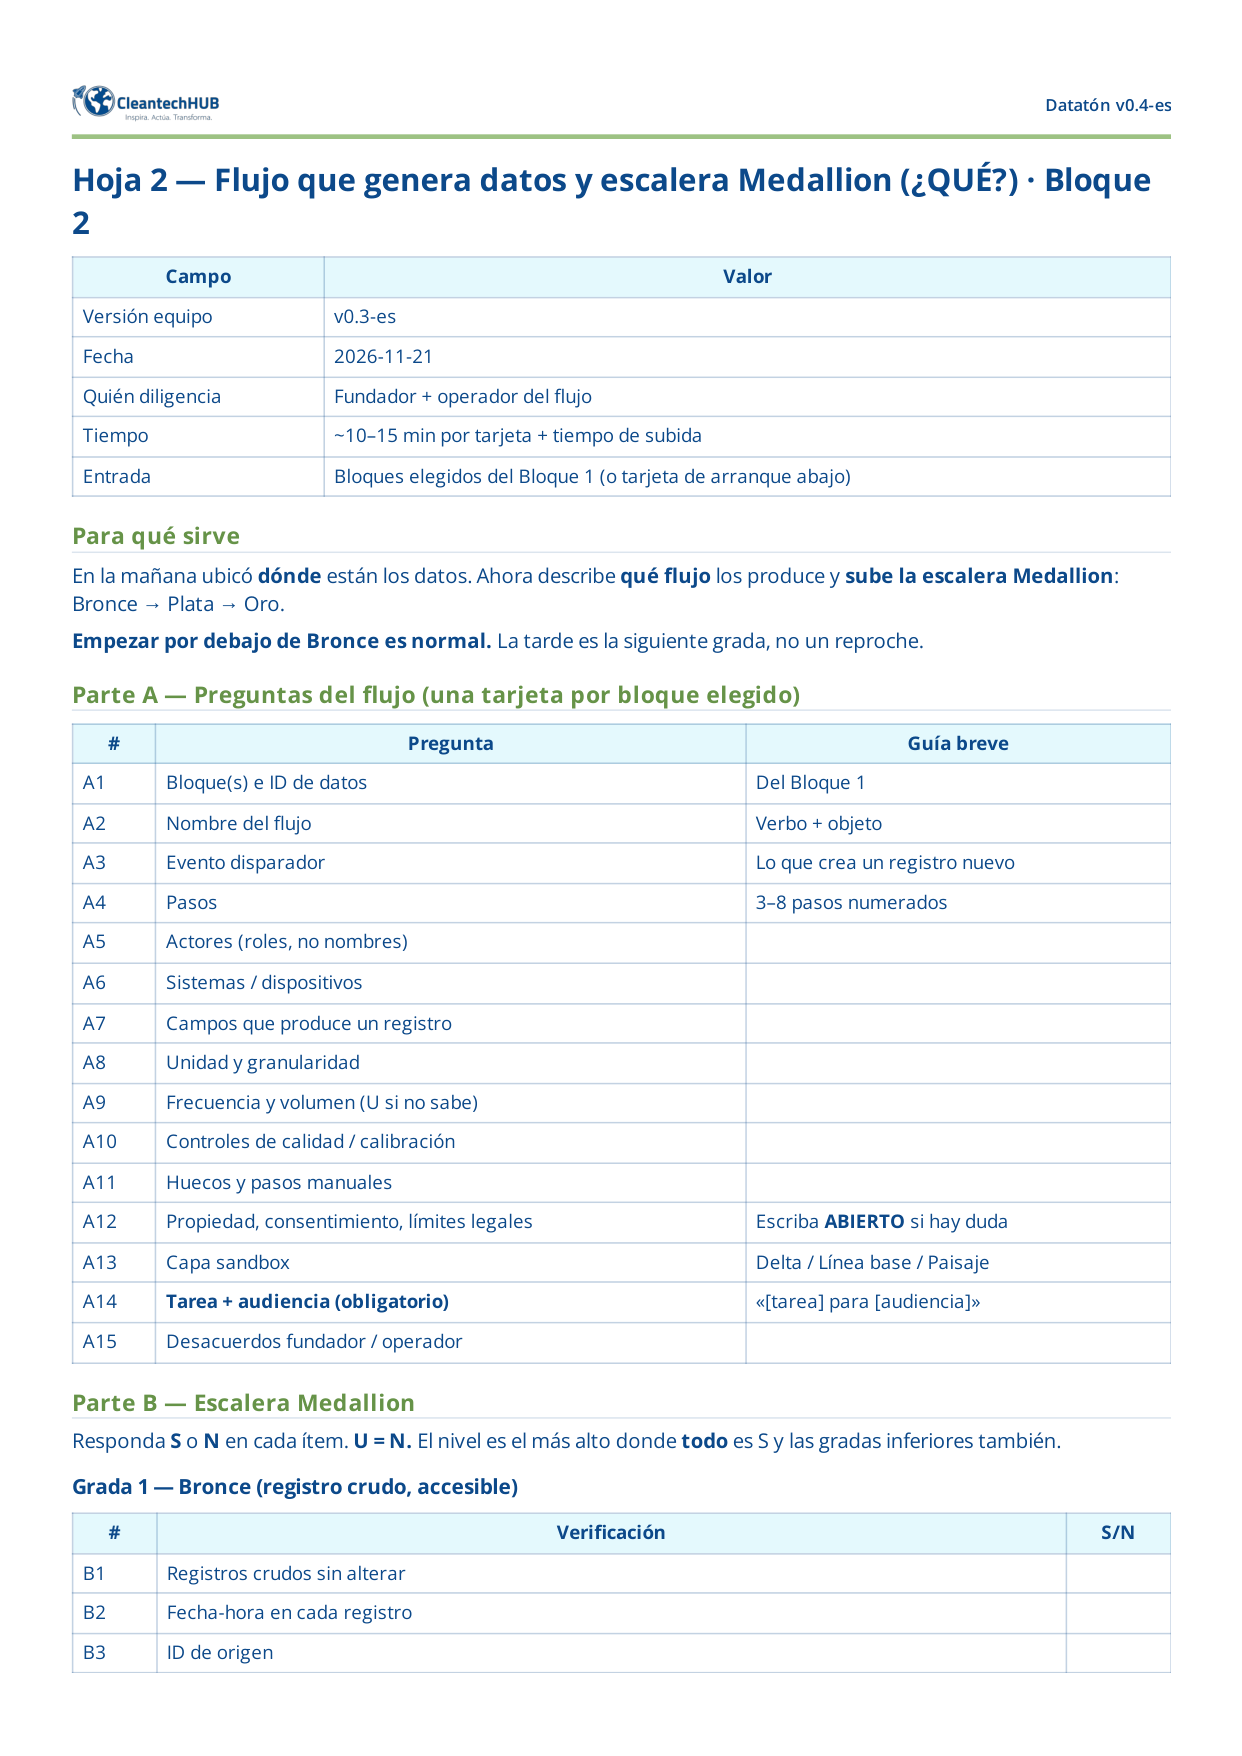 CleantechHUB
Inspira. Actúa. Transforma.
Datatón v0.4-es
Hoja 2 — Flujo que genera datos y escalera Medallion (¿QUÉ?) · Bloque
2
Campo Valor
Versión equipo v0.3-es
Fecha 2026-11-21
Quién diligencia Fundador + operador del flujo
Tiempo ~10–15 min por tarjeta + tiempo de subida
Entrada Bloques elegidos del Bloque 1 (o tarjeta de arranque abajo)
Para qué sirve
En la mañana ubicó dónde están los datos. Ahora describe qué flujo los produce y sube la escalera Medallion:
Bronce → Plata → Oro.
Empezar por debajo de Bronce es normal. La tarde es la siguiente grada, no un reproche.
Parte A — Preguntas del flujo (una tarjeta por bloque elegido)
# Pregunta Guía breve
A1 Bloque(s) e ID de datos Del Bloque 1
A2 Nombre del flujo Verbo + objeto
A3 Evento disparador Lo que crea un registro nuevo
A4 Pasos 3–8 pasos numerados
A5 Actores (roles, no nombres)
A6 Sistemas / dispositivos
A7 Campos que produce un registro
A8 Unidad y granularidad
A9 Frecuencia y volumen (U si no sabe)
A10 Controles de calidad / calibración
A11 Huecos y pasos manuales
A12 Propiedad, consentimiento, límites legales Escriba ABIERTO si hay duda
A13 Capa sandbox Delta / Línea base / Paisaje
A14 Tarea + audiencia (obligatorio) «[tarea] para [audiencia]»
A15 Desacuerdos fundador / operador
Parte B — Escalera Medallion
Responda S o N en cada ítem. U = N. El nivel es el más alto donde todo es S y las gradas inferiores también.
Grada 1 — Bronce (registro crudo, accesible)
# Verificación S/N
B1 Registros crudos sin alterar
B2 Fecha-hora en cada registro
B3 ID de origen